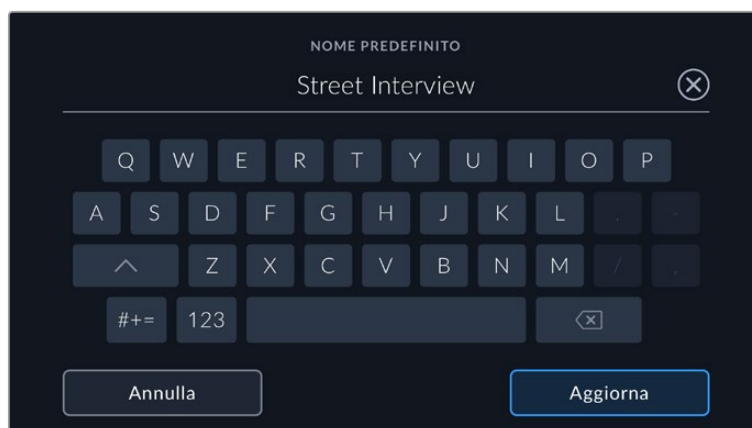 NOME PREDEFINITO
Street Interview
Q W E R T Y U I O P
A S D F G H J K L . -
Z X C V B N M / ,
#+= 123
Annulla Aggiorna